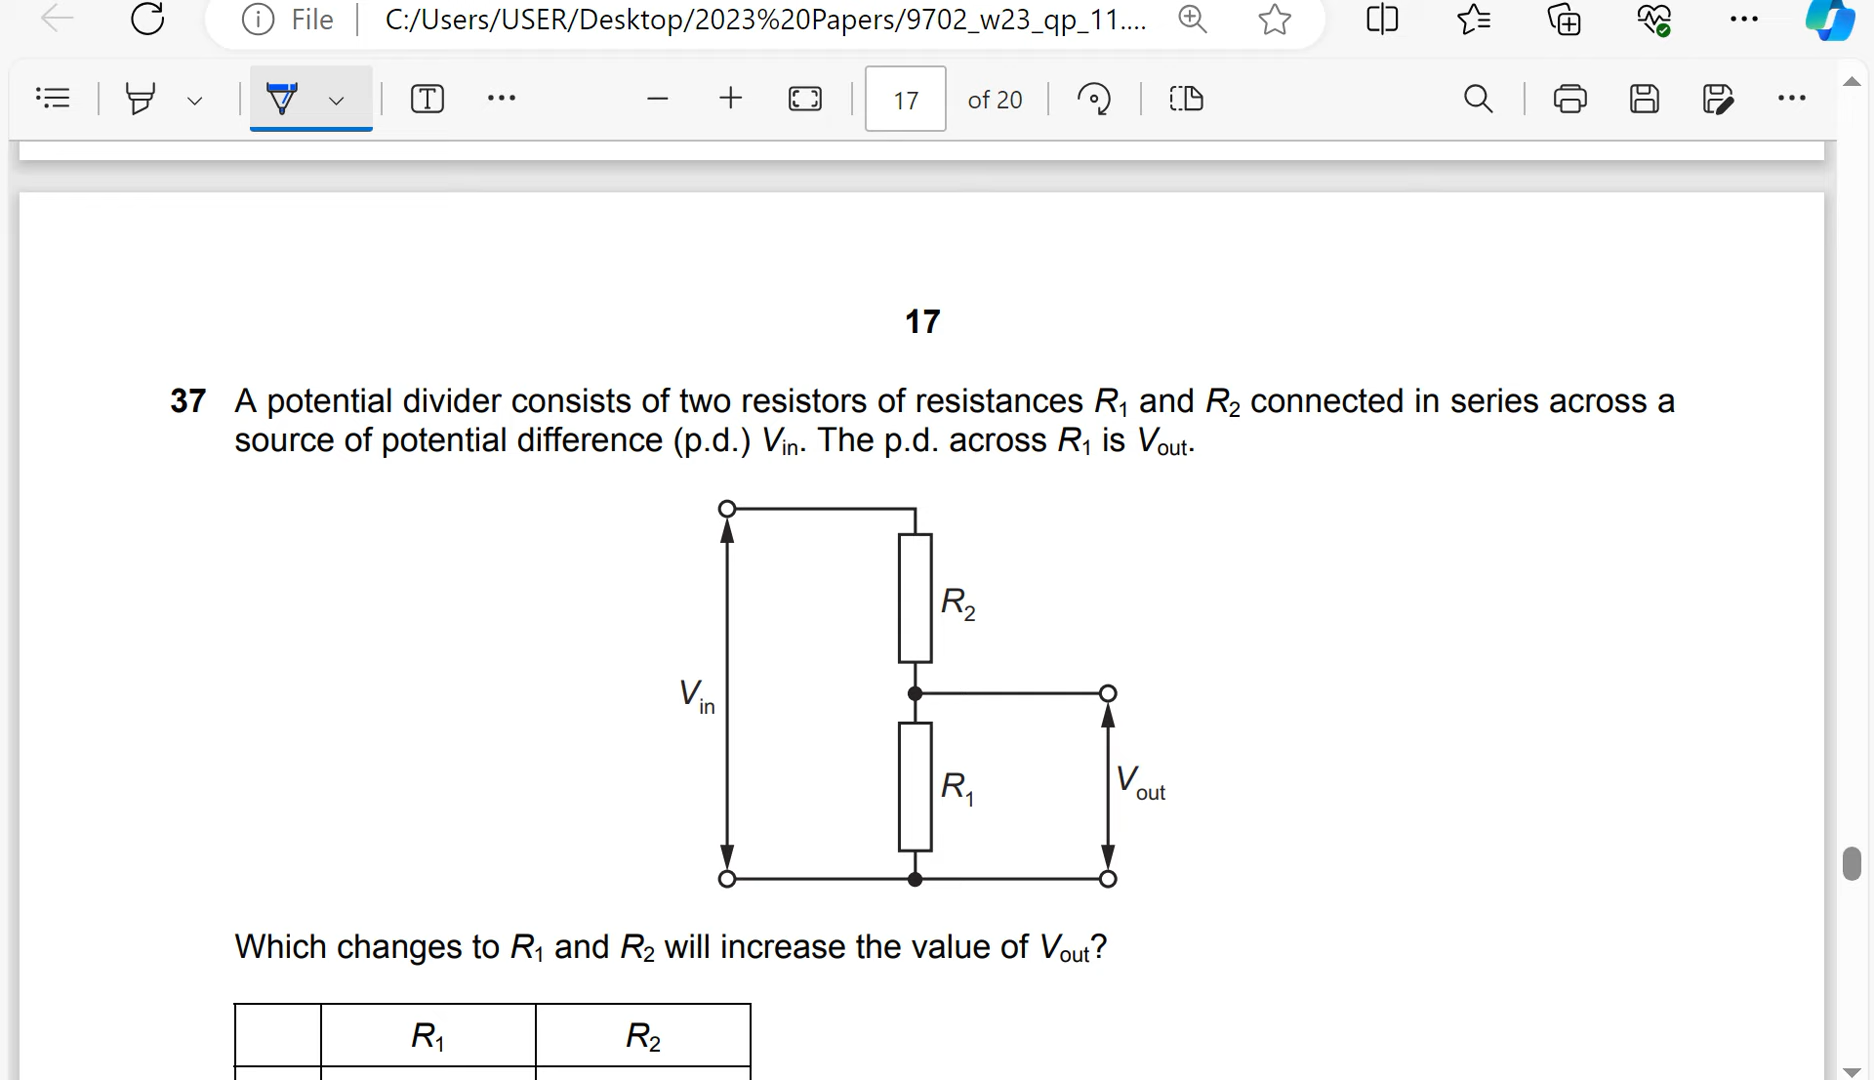 File | C:/Users/USER/Desktop/2023%20Papers/9702_w23_qp_11....
17 of 20
17
37 A potential divider consists of two resistors of resistances R1 and R2 connected in series across a
source of potential difference (p.d.) Vin. The p.d. across R1 is Vout.
R2
Vin
R1
Vout
Which changes to R1 and R2 will increase the value of Vout?
R1 R2